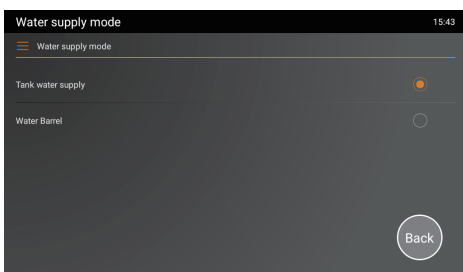 Water supply mode
15:43
Water supply mode
Tank water supply
Water Barrel
Back